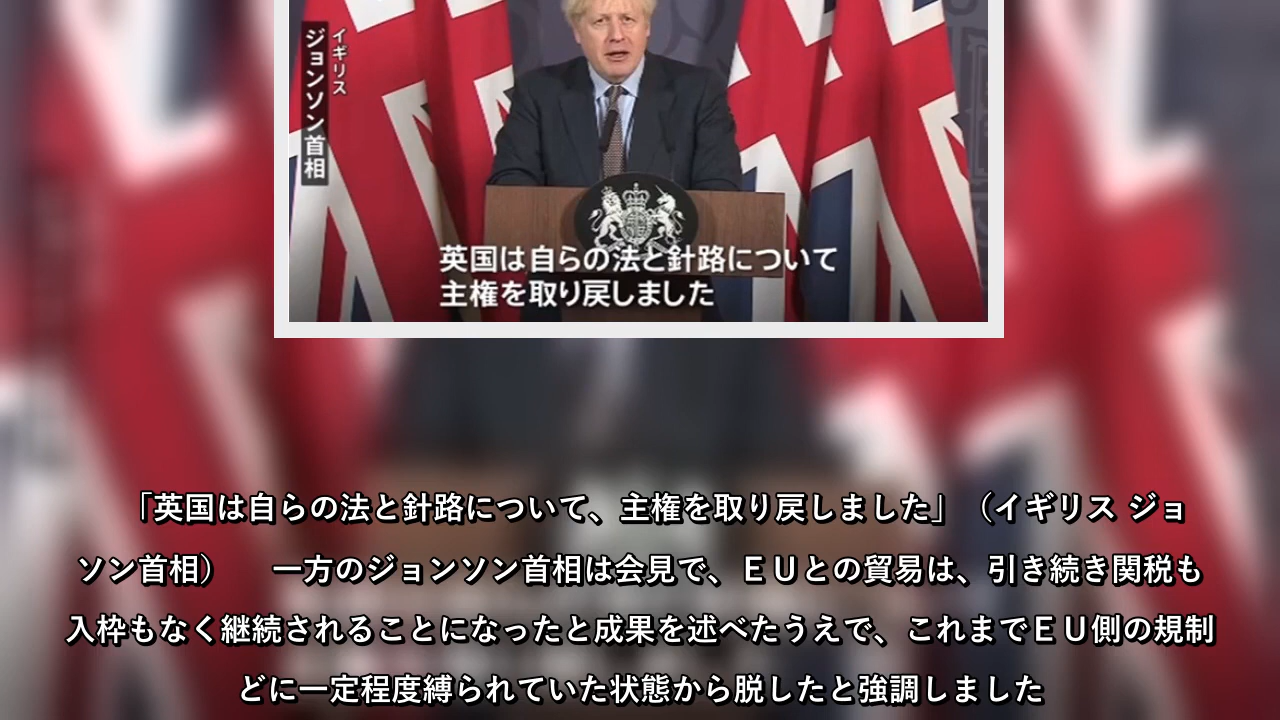 イギリス
ジョンソン首相
英国は自らの法と針路について
主権を取り戻しました
「英国は自らの法と針路について、主権を取り戻しました」（イギリス ジョ
ソン首相）　一方のジョンソン首相は会見で、ＥＵとの貿易は、引き続き関税も
入枠もなく継続されることになったと成果を述べたうえで、これまでＥＵ側の規制
どに一定程度縛られていた状態から脱したと強調しました